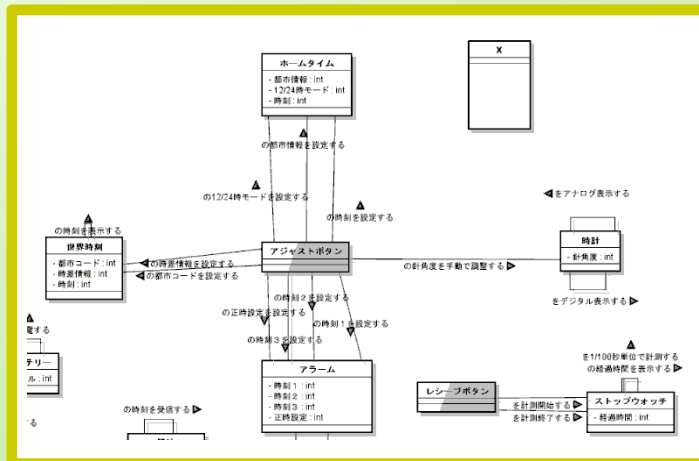 ホームタイム
- 都市情報 : int
- 12/24時モード : int
- 時刻 : int
X
の都市情報を設定する
の12/24時モードを設定する
の時刻を設定する
をアナログ表示する
の時刻を表示する
世界時刻
- 都市コード : int
- 時差情報 : int
- 時刻 : int
アジャストボタン
の時差情報を設定する
の都市コードを設定する
の針角度を手動で調整する
時計
- 針角度 : int
をデジタル表示する
の時刻２を設定する
の正時設定を設定する
の時刻１を設定する
の時刻３を設定する
アラーム
- 時刻１ : int
- 時刻２ : int
- 時刻３ : int
- 正時設定 : int
する
テリー
ル : int
する
の時刻を受信する
を1/100秒単位で計測する
の経過時間を表示する
レシーブボタン
を計測開始する
を計測終了する
ストップウォッチ
- 経過時間 : int